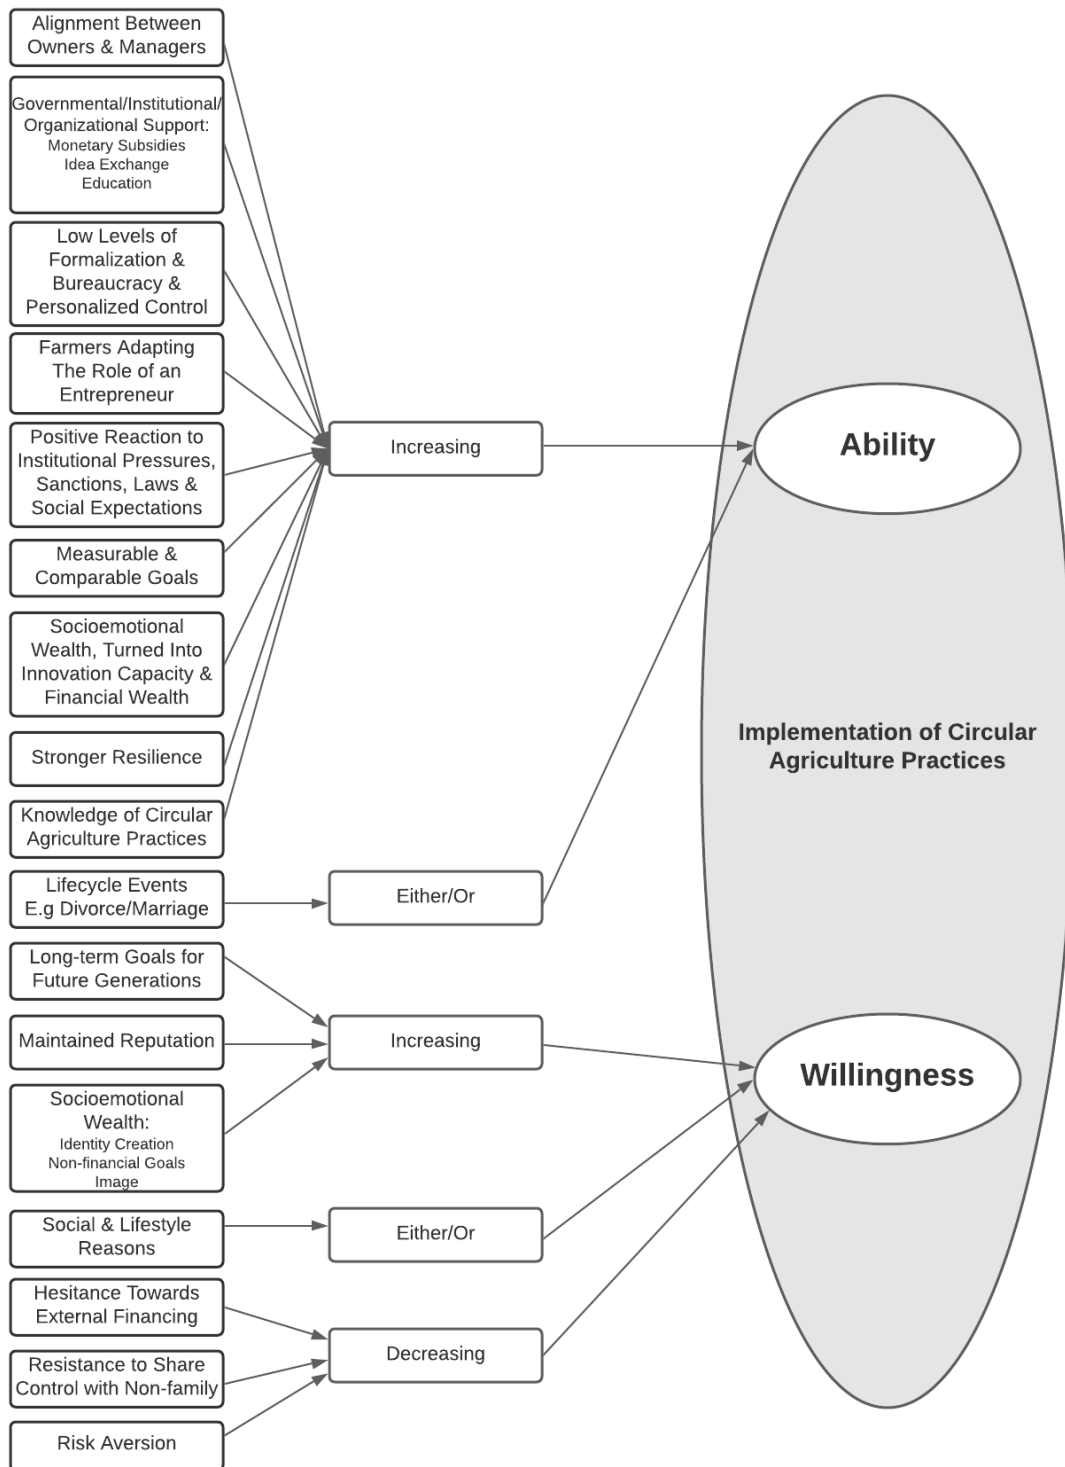 Alignment Between
Owners & Managers
Governmental/Institutional/
Organizational Support:
Monetary Subsidies
Idea Exchange
Education
Low Levels of
Formalization &
Bureaucracy &
Personalized Control
Farmers Adapting
The Role of an
Entrepreneur
Positive Reaction to
Institutional Pressures,
Sanctions, Laws &
Social Expectations
Measurable &
Comparable Goals
Socioemotional
Wealth, Turned Into
Innovation Capacity &
Financial Wealth
Stronger Resilience
Knowledge of Circular
Agriculture Practices
Lifecycle Events
E.g Divorce/Marriage
Long-term Goals for
Future Generations
Maintained Reputation
Socioemotional
Wealth:
Identity Creation
Non-financial Goals
Image
Social & Lifestyle
Reasons
Hesitance Towards
External Financing
Resistance to Share
Control with Non-family
Risk Aversion
Increasing
Either/Or
Increasing
Either/Or
Decreasing
Ability
Implementation of Circular
Agriculture Practices
Willingness